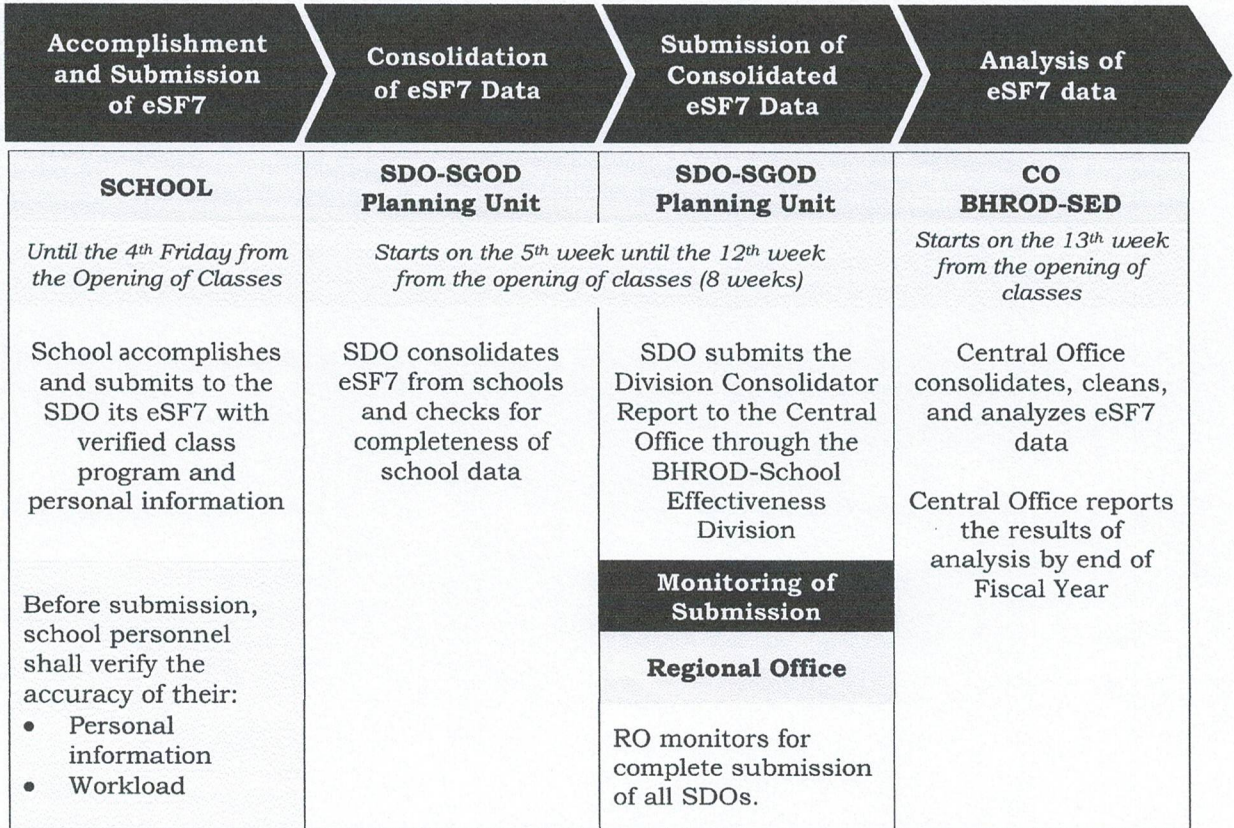 Accomplishment
and Submission
of eSF7
Consolidation
of eSF7 Data
Submission of
Consolidated
eSF7 Data
Analysis of
eSF7 data
SCHOOL
SDO-SGOD
Planning Unit
SDO-SGOD
Planning Unit
CO
BHROD-SED
Until the 4th Friday from
the Opening of Classes
Starts on the 5th week until the 12th week
from the opening of classes (8 weeks)
Starts on the 13th week
from the opening of
classes
School accomplishes
and submits to the
SDO its eSF7 with
verified class
program and
personal information
Before submission,
school personnel
shall verify the
accuracy of their:
• Personal
information
• Workload
SDO consolidates
eSF7 from schools
and checks for
completeness of
school data
SDO submits the
Division Consolidator
Report to the Central
Office through the
BHROD-School
Effectiveness
Division
Monitoring of
Submission
Regional Office
RO monitors for
complete submission
of all SDOs.
Central Office
consolidates, cleans,
and analyzes eSF7
data
Central Office reports
the results of
analysis by end of
Fiscal Year